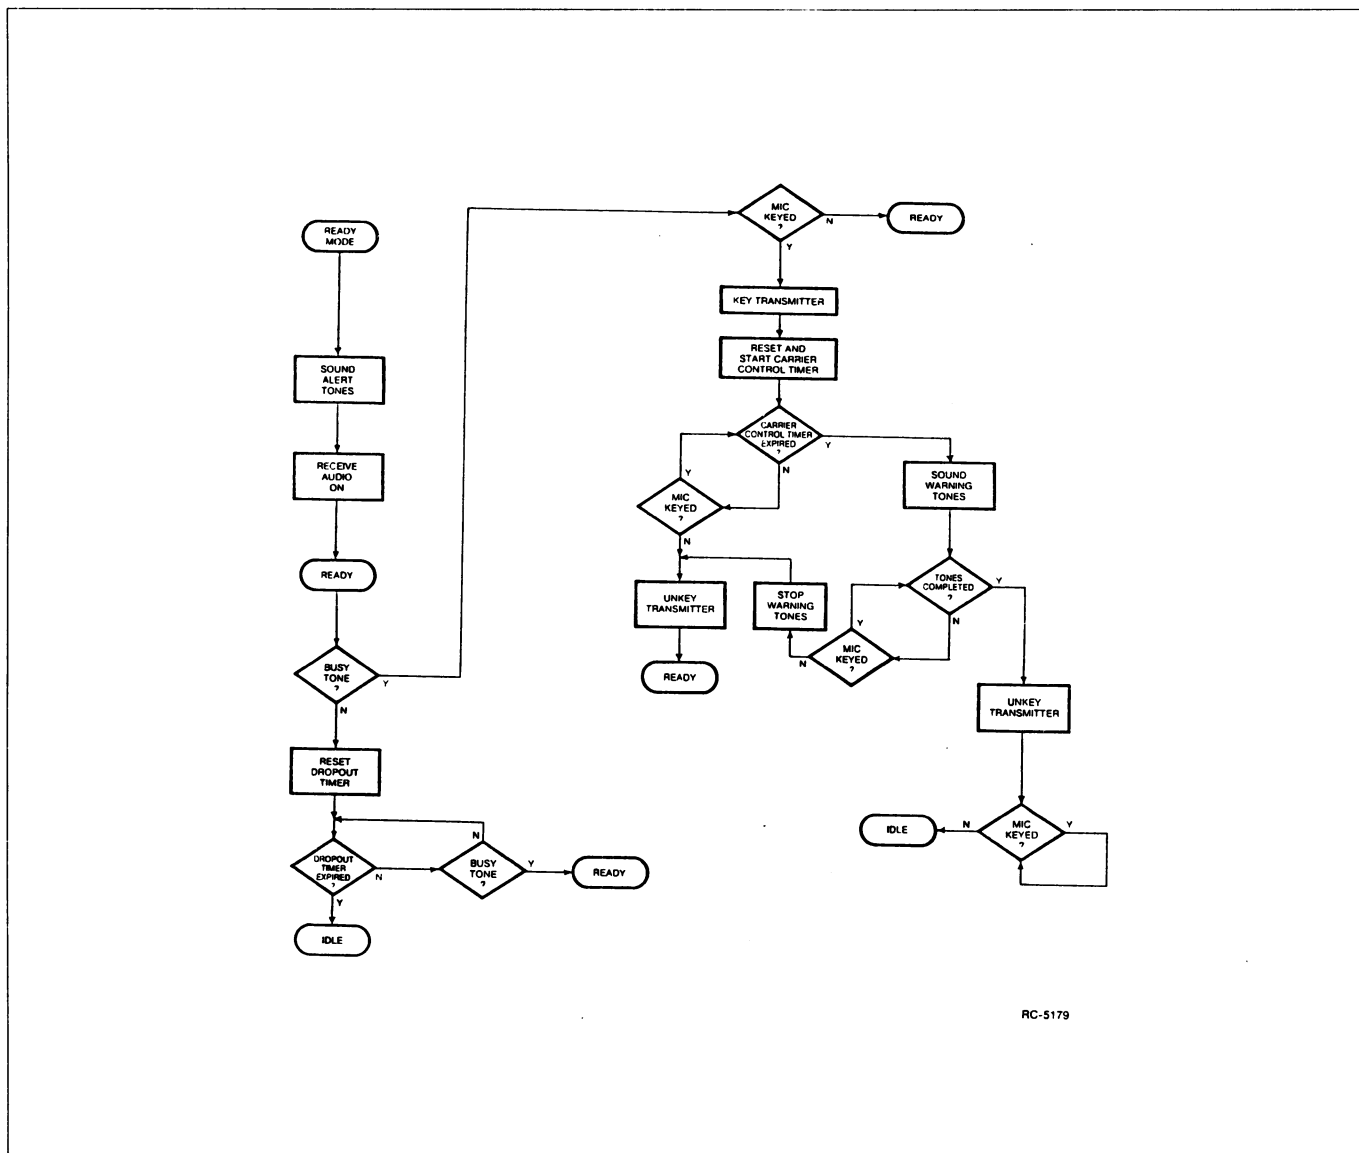 READY
MODE
SOUND
ALERT
TONES
RECEIVE
AUDIO
ON
READY
BUSY
TONE
?
Y
N
RESET
DROPOUT
TIMER
DROPOUT
TIMER
EXPIRED
?
N
Y
IDLE
BUSY
TONE
?
N
Y
READY
MIC
KEYED
?
N
Y
READY
KEY TRANSMITTER
RESET AND
START CARRIER
CONTROL TIMER
CARRIER
CONTROL TIMER
EXPIRED
?
Y
N
MIC
KEYED
?
Y
N
UNKEY
TRANSMITTER
READY
SOUND
WARNING
TONES
TONES
COMPLETED
?
Y
N
MIC
KEYED
?
Y
N
STOP
WARNING
TONES
UNKEY
TRANSMITTER
MIC
KEYED
?
N
Y
IDLE
RC-5179